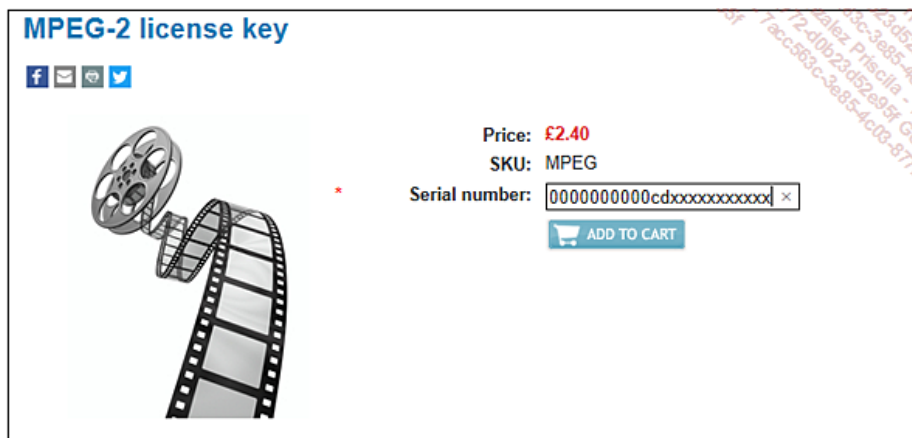 MPEG-2 license key
Price: £2.40
SKU: MPEG
* Serial number: 0000000000cdxxxxxxxxxxx ×
ADD TO CART